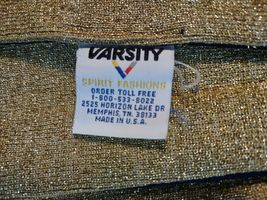 VARSITY
SPIRIT FASHIONS
ORDER TOLL FREE
1-800-533-8022
2525 HORIZON LAKE DR
MEMPHIS, TN. 38133
MADE IN U.S.A.